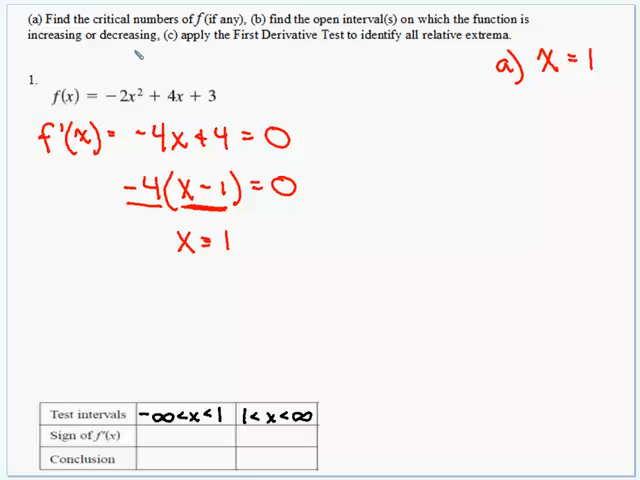 (a) Find the critical numbers of f (if any), (b) find the open interval(s) on which the function is
increasing or decreasing, (c) apply the First Derivative Test to identify all relative extrema.
a) x = 1
1.
f(x) = −2x² + 4x + 3
f'(x) = -4x + 4 = 0
-4(x - 1) = 0
x = 1
Test intervals -∞<x<1 1<x<∞
Sign of f'(x)
Conclusion